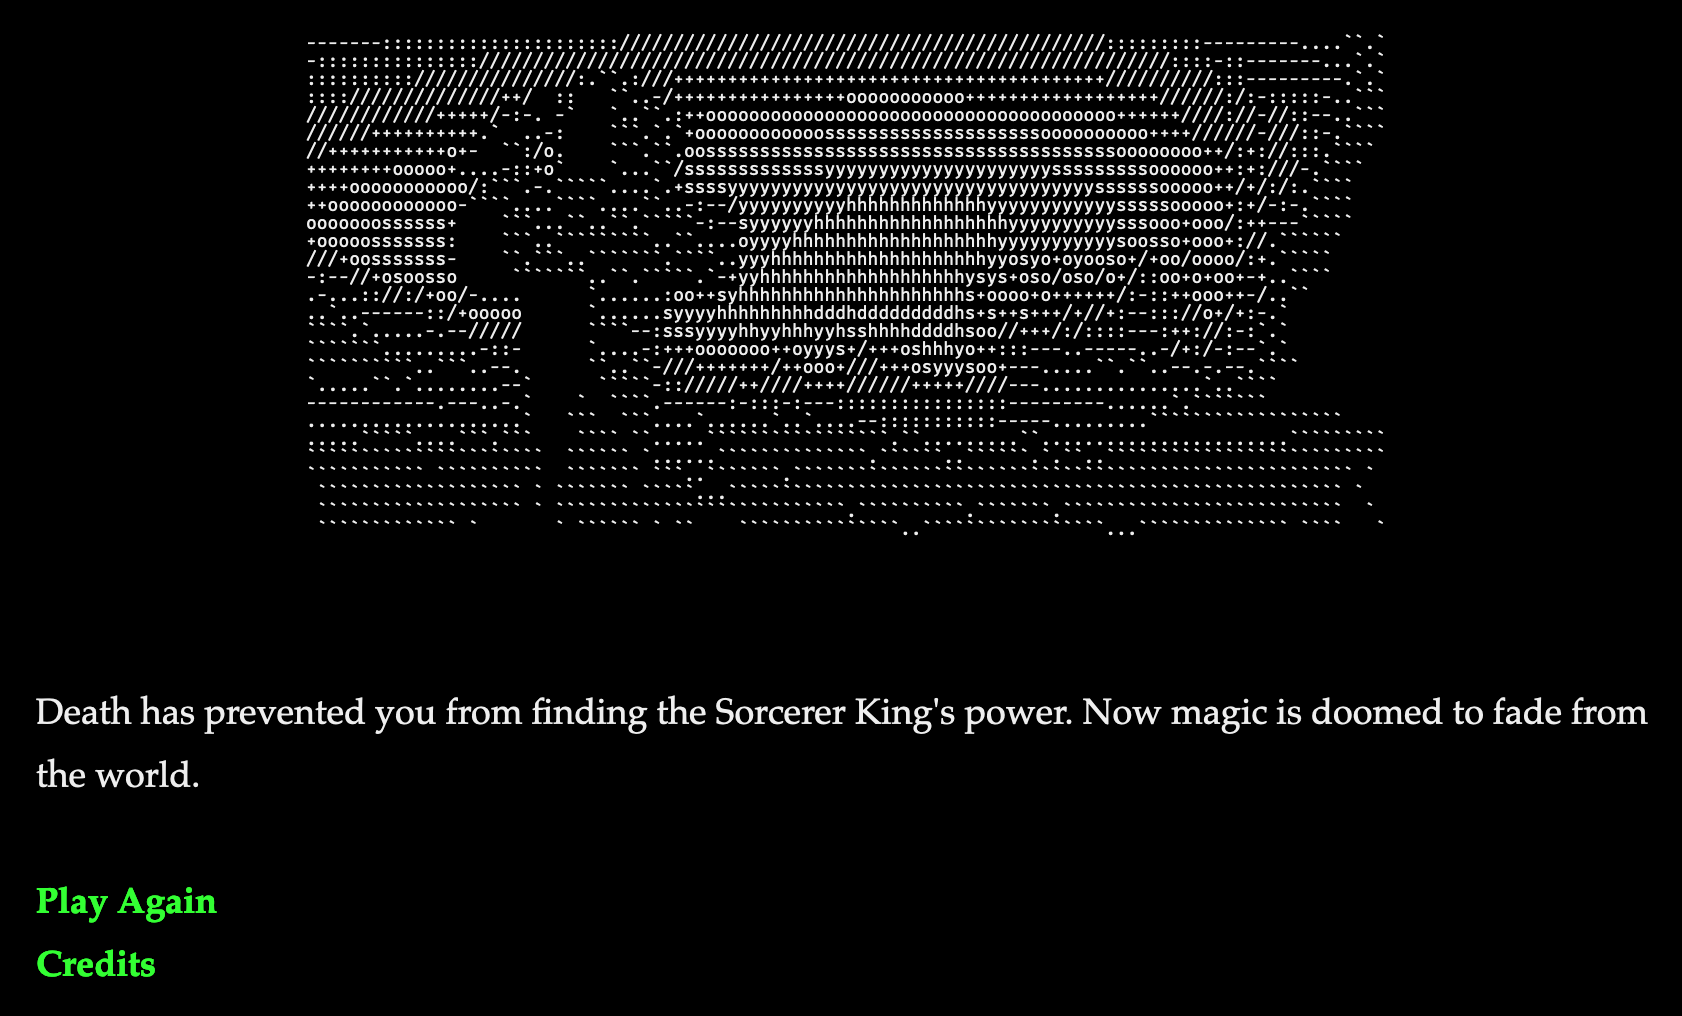 Death has prevented you from finding the Sorcerer King's power. Now magic is doomed to fade from
the world.
Play Again
Credits